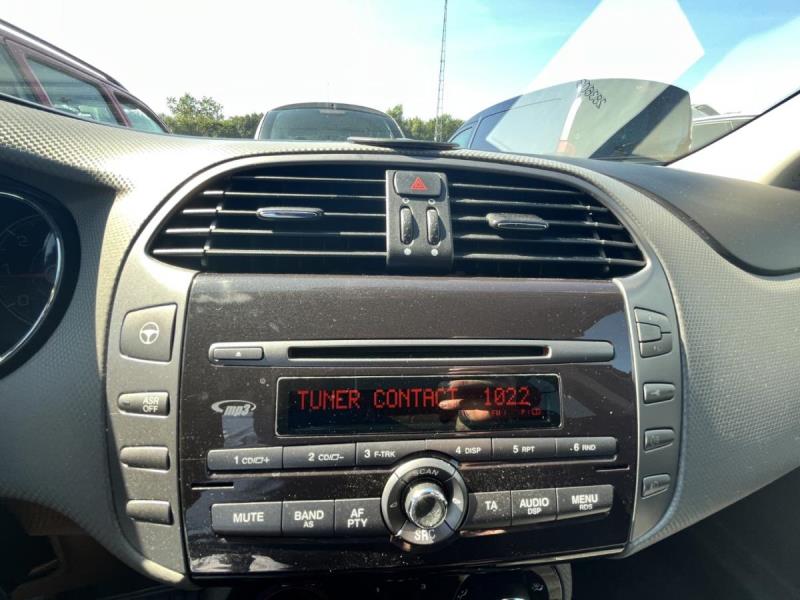 282602
TUNER CONTACT 1022
mp3
ASR
OFF
1 CD/▢+
2 CD/▢-
3 F-TRK
4 DISP
5 RPT
6 RND
MUTE
BAND
AS
AF
PTY
SCAN
SRC
TA
AUDIO
DSP
MENU
RDS